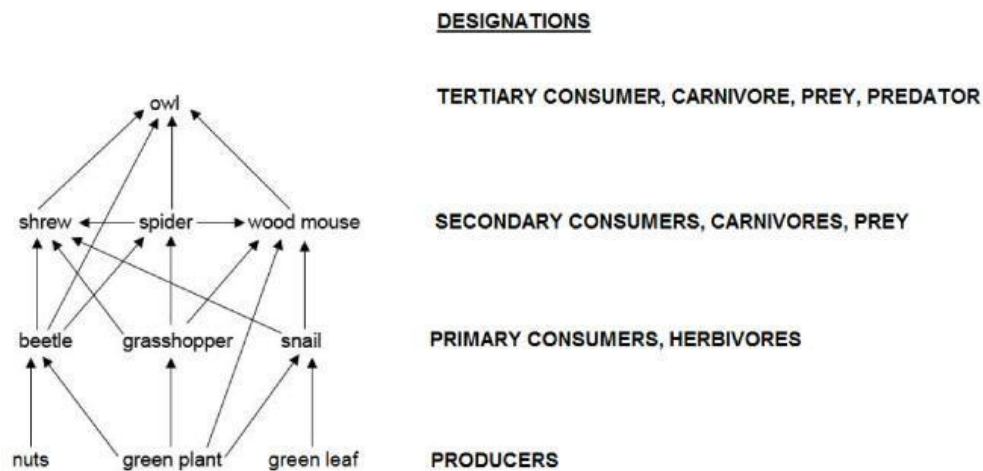 DESIGNATIONS
owl
TERTIARY CONSUMER, CARNIVORE, PREY, PREDATOR
shrew spider wood mouse
SECONDARY CONSUMERS, CARNIVORES, PREY
beetle grasshopper snail
PRIMARY CONSUMERS, HERBIVORES
nuts green plant green leaf
PRODUCERS